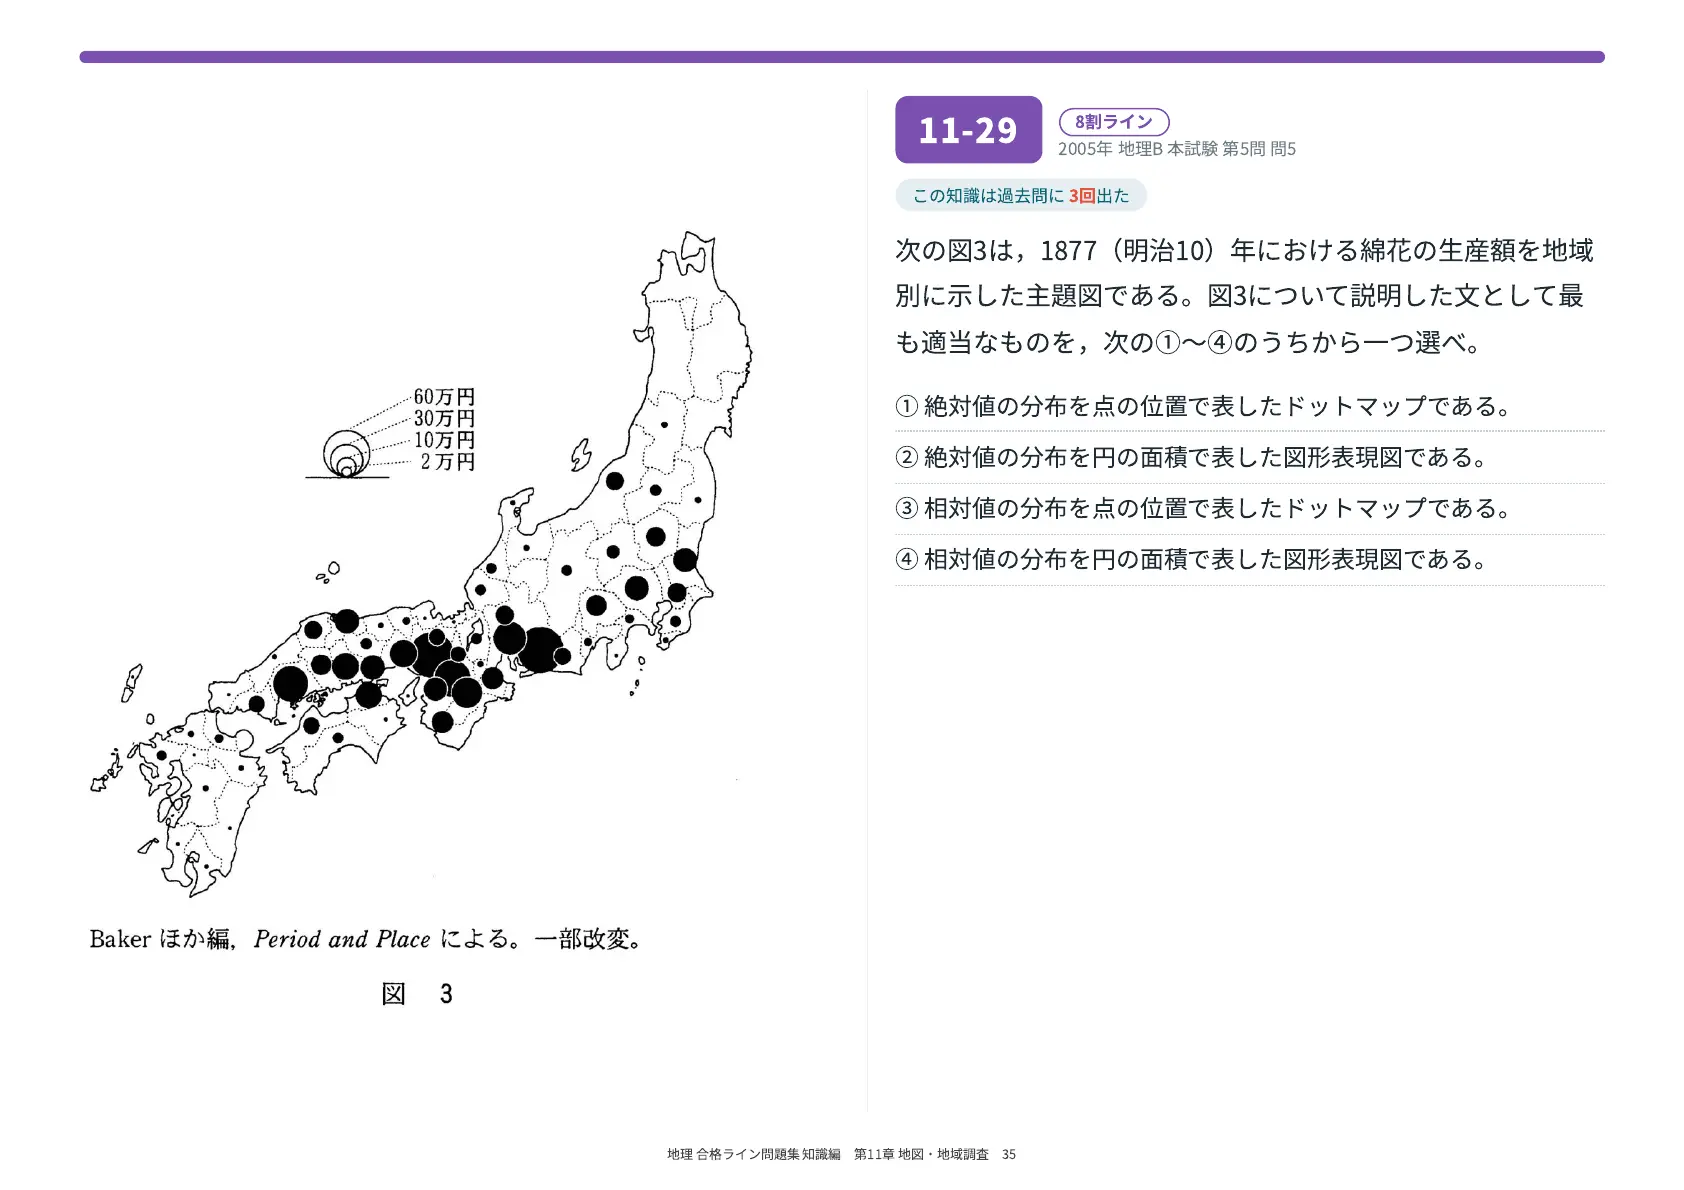 11-29
8割ライン
2005年 地理B 本試験 第5問 問5
この知識は過去問に 3回出た
次の図3は，1877（明治10）年における綿花の生産額を地域
別に示した主題図である。図3について説明した文として最
も適当なものを，次の①～④のうちから一つ選べ。
① 絶対値の分布を点の位置で表したドットマップである。
② 絶対値の分布を円の面積で表した図形表現図である。
③ 相対値の分布を点の位置で表したドットマップである。
④ 相対値の分布を円の面積で表した図形表現図である。
60万円
30万円
10万円
2万円
Baker ほか編，Period and Place による。一部改変。
図 3
地理 合格ライン問題集 知識編 第11章 地図・地域調査 35